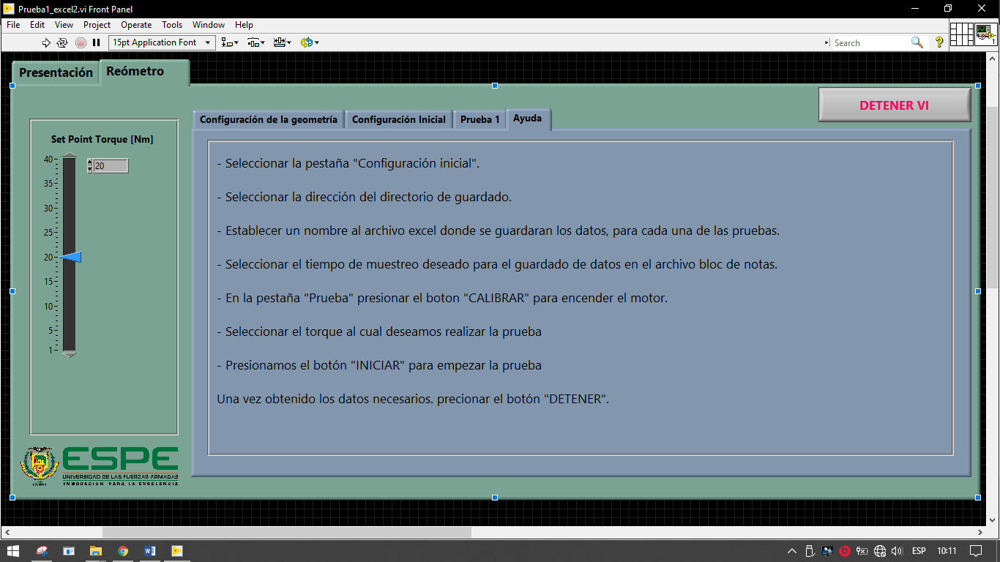 Prueba1_excel2.vi Front Panel
File Edit View Project Operate Tools Window Help
15pt Application Font
Search
1
Presentación
Reómetro
DETENER VI
Configuración de la geometría
Configuración Inicial
Prueba 1
Ayuda
Set Point Torque [Nm]
20
40
35
30
25
20
15
10
5
1
- Seleccionar la pestaña "Configuración inicial".
- Seleccionar la dirección del directorio de guardado.
- Establecer un nombre al archivo excel donde se guardaran los datos, para cada una de las pruebas.
- Seleccionar el tiempo de muestreo deseado para el guardado de datos en el archivo bloc de notas.
- En la pestaña "Prueba" presionar el boton "CALIBRAR" para encender el motor.
- Seleccionar el torque al cual deseamos realizar la prueba
- Presionamos el botón "INICIAR" para empezar la prueba
Una vez obtenido los datos necesarios. precionar el botón "DETENER".
ESPE
UNIVERSIDAD DE LAS FUERZAS ARMADAS
INNOVACION PARA LA EXCELENCIA
ESP
10:11